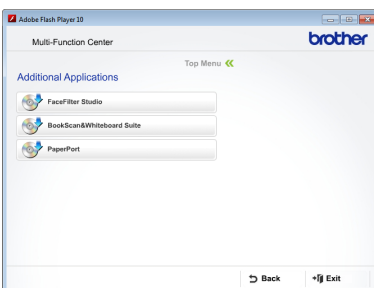 Adobe Flash Player 10
Multi-Function Center
brother
Top Menu
Additional Applications
FaceFilter Studio
BookScan&Whiteboard Suite
PaperPort
Back
Exit